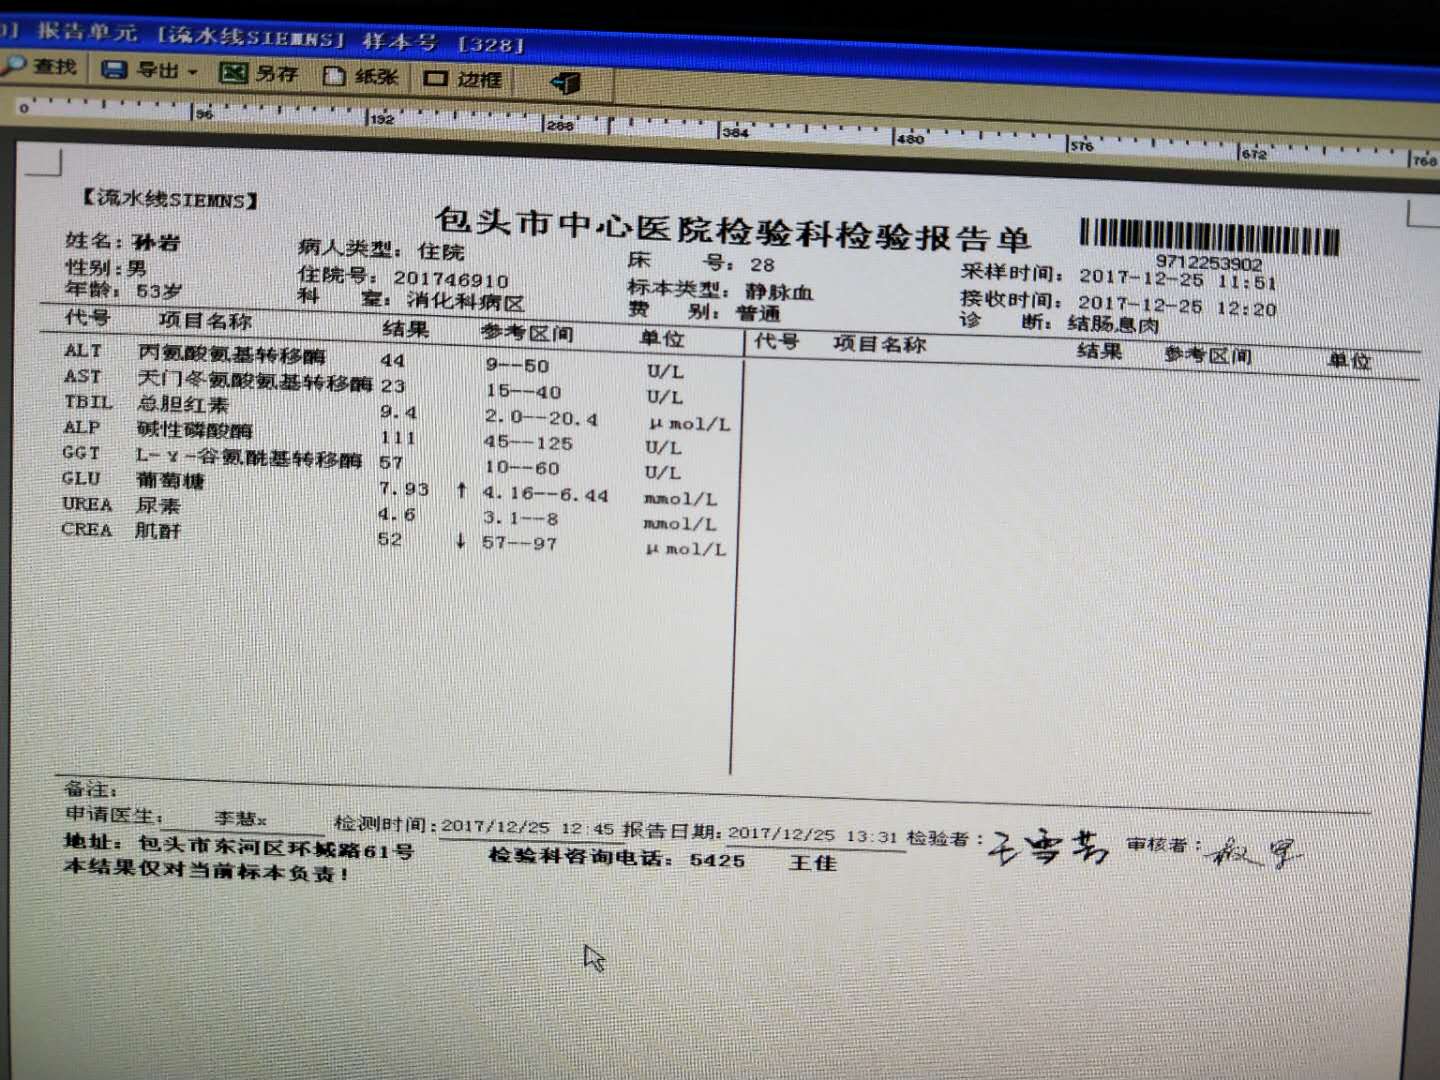 报告单元 [流水线SIEMNS] 样本号 [328]
查找 导出 另存 纸张 边框
0 96 192 288 384 480 576 672 768
【流水线SIEMNS】
包头市中心医院检验科检验报告单
9712253902
姓名：孙岩 病人类型：住院 床 号：28 采样时间：2017-12-25 11:51
性别：男 住院号：201746910 标本类型：静脉血 接收时间：2017-12-25 12:20
年龄：53岁 科 室：消化科病区 费 别：普通 诊 断：结肠息肉
代号 项目名称 结果 参考区间 单位 代号 项目名称 结果 参考区间 单位
ALT 丙氨酸氨基转移酶 44 9--50 U/L
AST 天门冬氨酸氨基转移酶 23 15--40 U/L
TBIL 总胆红素 9.4 2.0--20.4 μmol/L
ALP 碱性磷酸酶 111 45--125 U/L
GGT L-γ-谷氨酰基转移酶 57 10--60 U/L
GLU 葡萄糖 7.93 ↑ 4.16--6.44 mmol/L
UREA 尿素 4.6 3.1--8 mmol/L
CREA 肌酐 52 ↓ 57--97 μmol/L
备注：
申请医生： 李慧x 检测时间：2017/12/25 12:45 报告日期：2017/12/25 13:31 检验者：王雪芳 审核者：
地址：包头市东河区环城路61号 检验科咨询电话：5425 王佳
本结果仅对当前标本负责！